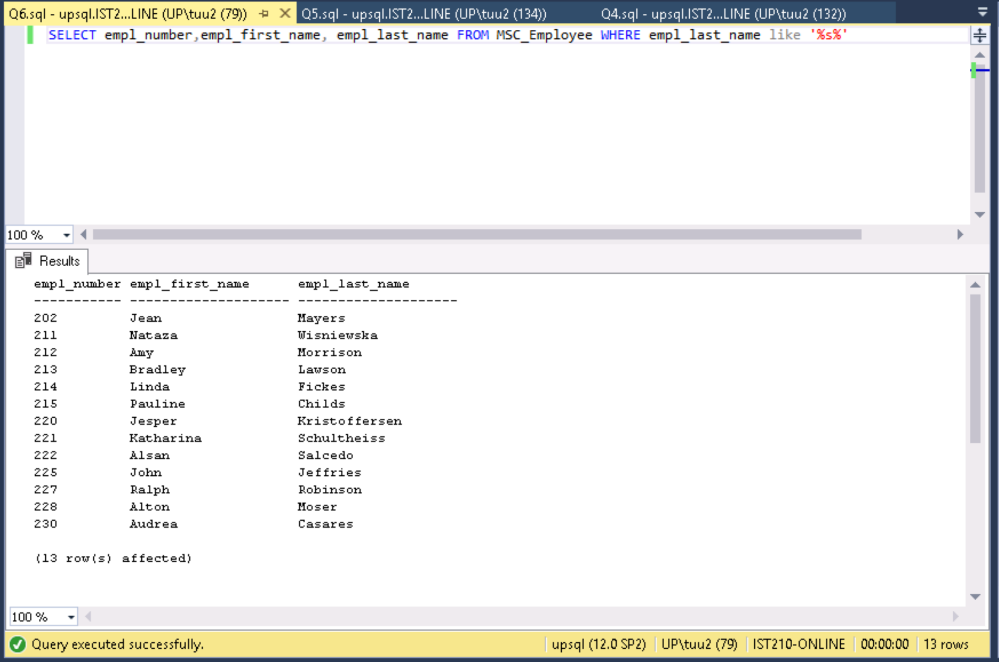 Q6.sql - upsql.IST2...LINE (UP\tuu2 (79)) Q5.sql - upsql.IST2...LINE (UP\tuu2 (134)) Q4.sql - upsql.IST2...LINE (UP\tuu2 (132))
SELECT empl_number,empl_first_name, empl_last_name FROM MSC_Employee WHERE empl_last_name like '%s%'
100 %
Results
empl_number empl_first_name empl_last_name
----------- -------------------- --------------------
202 Jean Mayers
211 Nataza Wisniewska
212 Amy Morrison
213 Bradley Lawson
214 Linda Fickes
215 Pauline Childs
220 Jesper Kristoffersen
221 Katharina Schultheiss
222 Alsan Salcedo
225 John Jeffries
227 Ralph Robinson
228 Alton Moser
230 Audrea Casares
(13 row(s) affected)
100 %
Query executed successfully. upsql (12.0 SP2) UP\tuu2 (79) IST210-ONLINE 00:00:00 13 rows